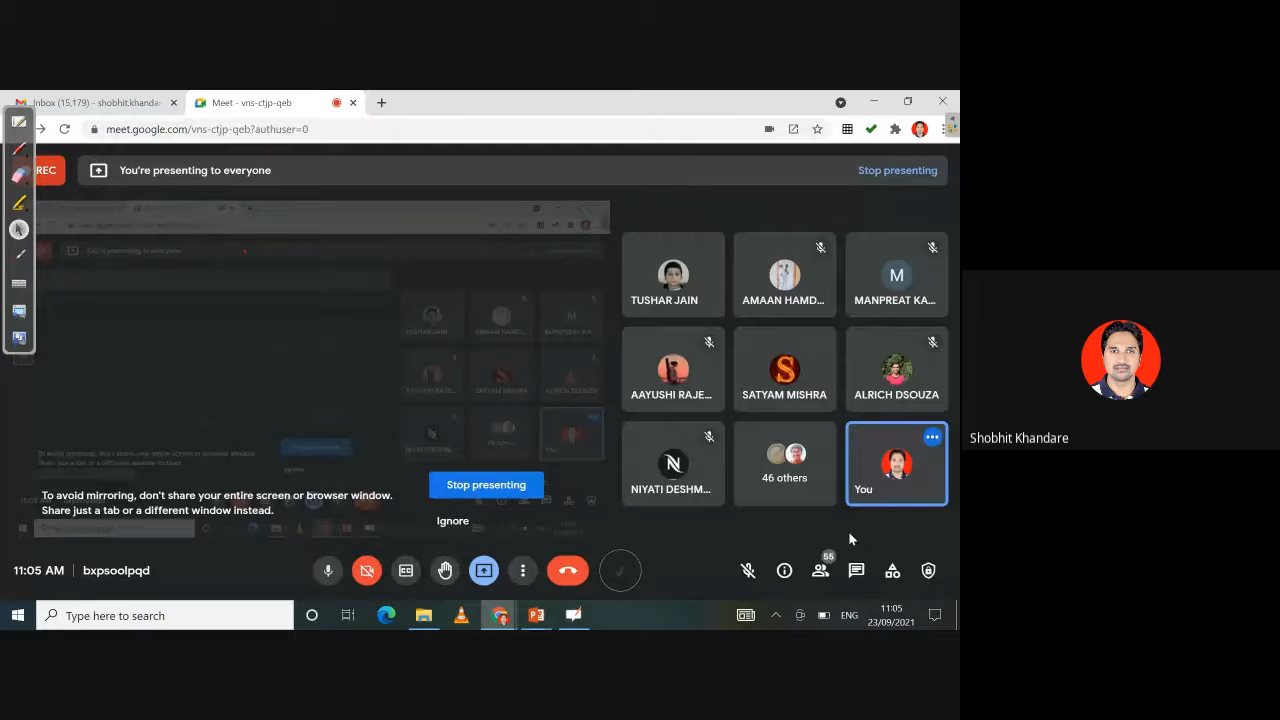 Inbox (15,179) - shobhit.khandar
Meet - vns-ctjp-qeb
meet.google.com/vns-ctjp-qeb?authuser=0
REC
You're presenting to everyone
Stop presenting
TUSHAR JAIN
AMAAN HAMD...
M
MANPREAT KA...
AAYUSHI RAJE...
S
SATYAM MISHRA
ALRICH DSOUZA
N
NIYATI DESHM...
46 others
You
Shobhit Khandare
To avoid mirroring, don't share your entire screen or browser window.
Share just a tab or a different window instead.
Stop presenting
Ignore
11:05 AM | bxpsoolpqd
55
Type here to search
ENG
11:05
23/09/2021